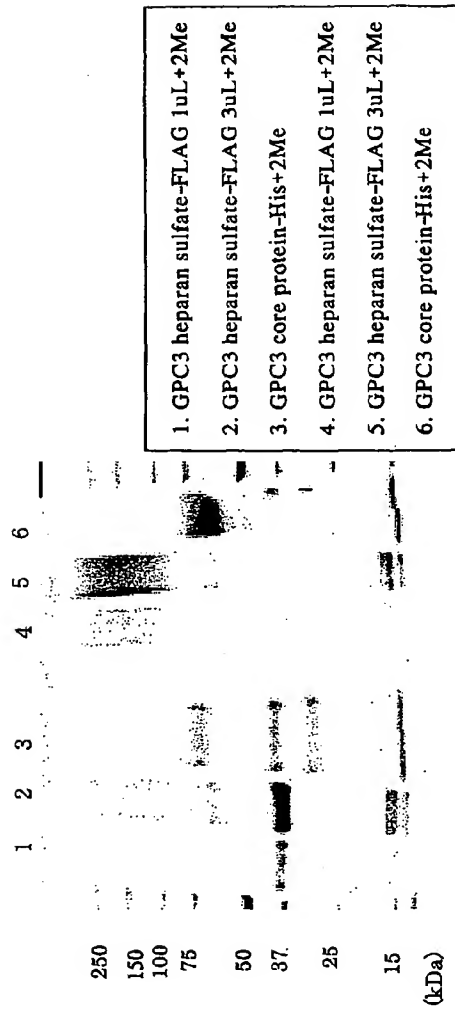 1 2 3 4 5 6
250
150
100
75
50
37.
25
15
(kDa)
1. GPC3 heparan sulfate-FLAG 1uL+2Me
2. GPC3 heparan sulfate-FLAG 3uL+2Me
3. GPC3 core protein-His+2Me
4. GPC3 heparan sulfate-FLAG 1uL+2Me
5. GPC3 heparan sulfate-FLAG 3uL+2Me
6. GPC3 core protein-His+2Me